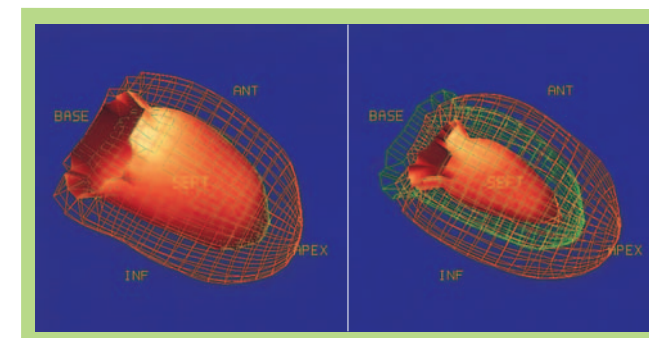 ANT
BASE
SEPT
APEX
INF
ANT
BASE
SEPT
APEX
INF